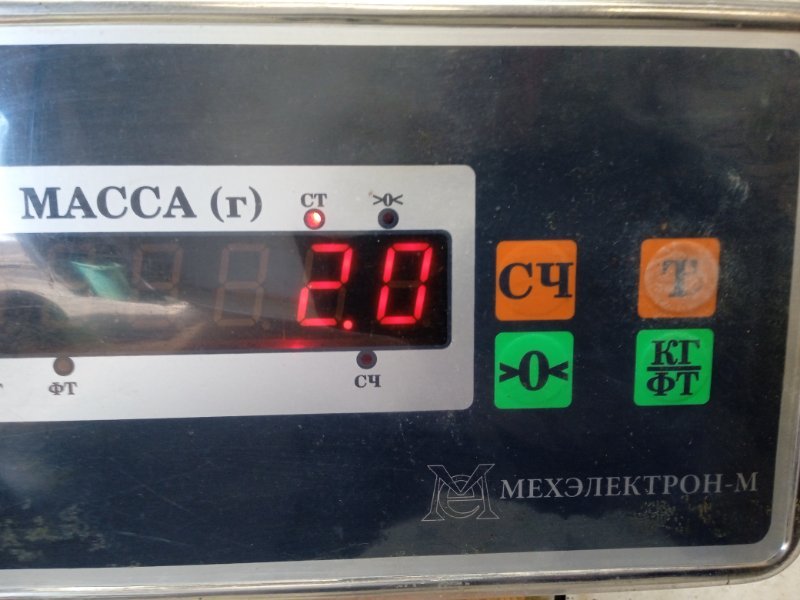 МАССА (г)
СТ
>0<
2.0
СЧ
Т
>0<
КГ
ФТ
ФТ
СЧ
МЕХЭЛЕКТРОН-М